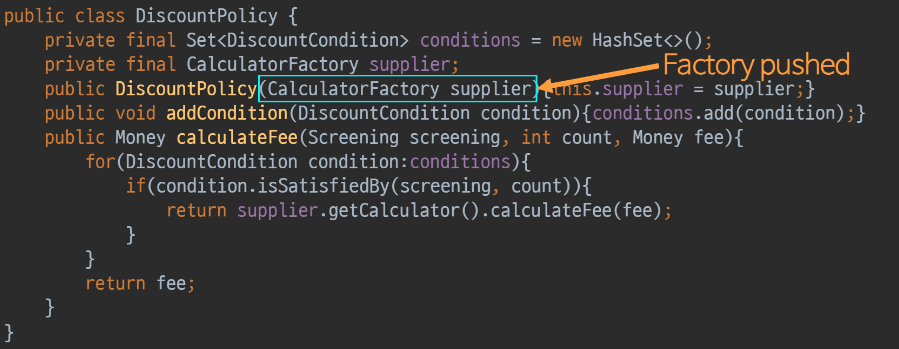 public class DiscountPolicy {
    private final Set<DiscountCondition> conditions = new HashSet<>();
    private final CalculatorFactory supplier;
Factory pushed
    public DiscountPolicy(CalculatorFactory supplier){this.supplier = supplier;}
    public void addCondition(DiscountCondition condition){conditions.add(condition);}
    public Money calculateFee(Screening screening, int count, Money fee){
        for(DiscountCondition condition:conditions){
            if(condition.isSatisfiedBy(screening, count)){
                return supplier.getCalculator().calculateFee(fee);
            }
        }
        return fee;
    }
}